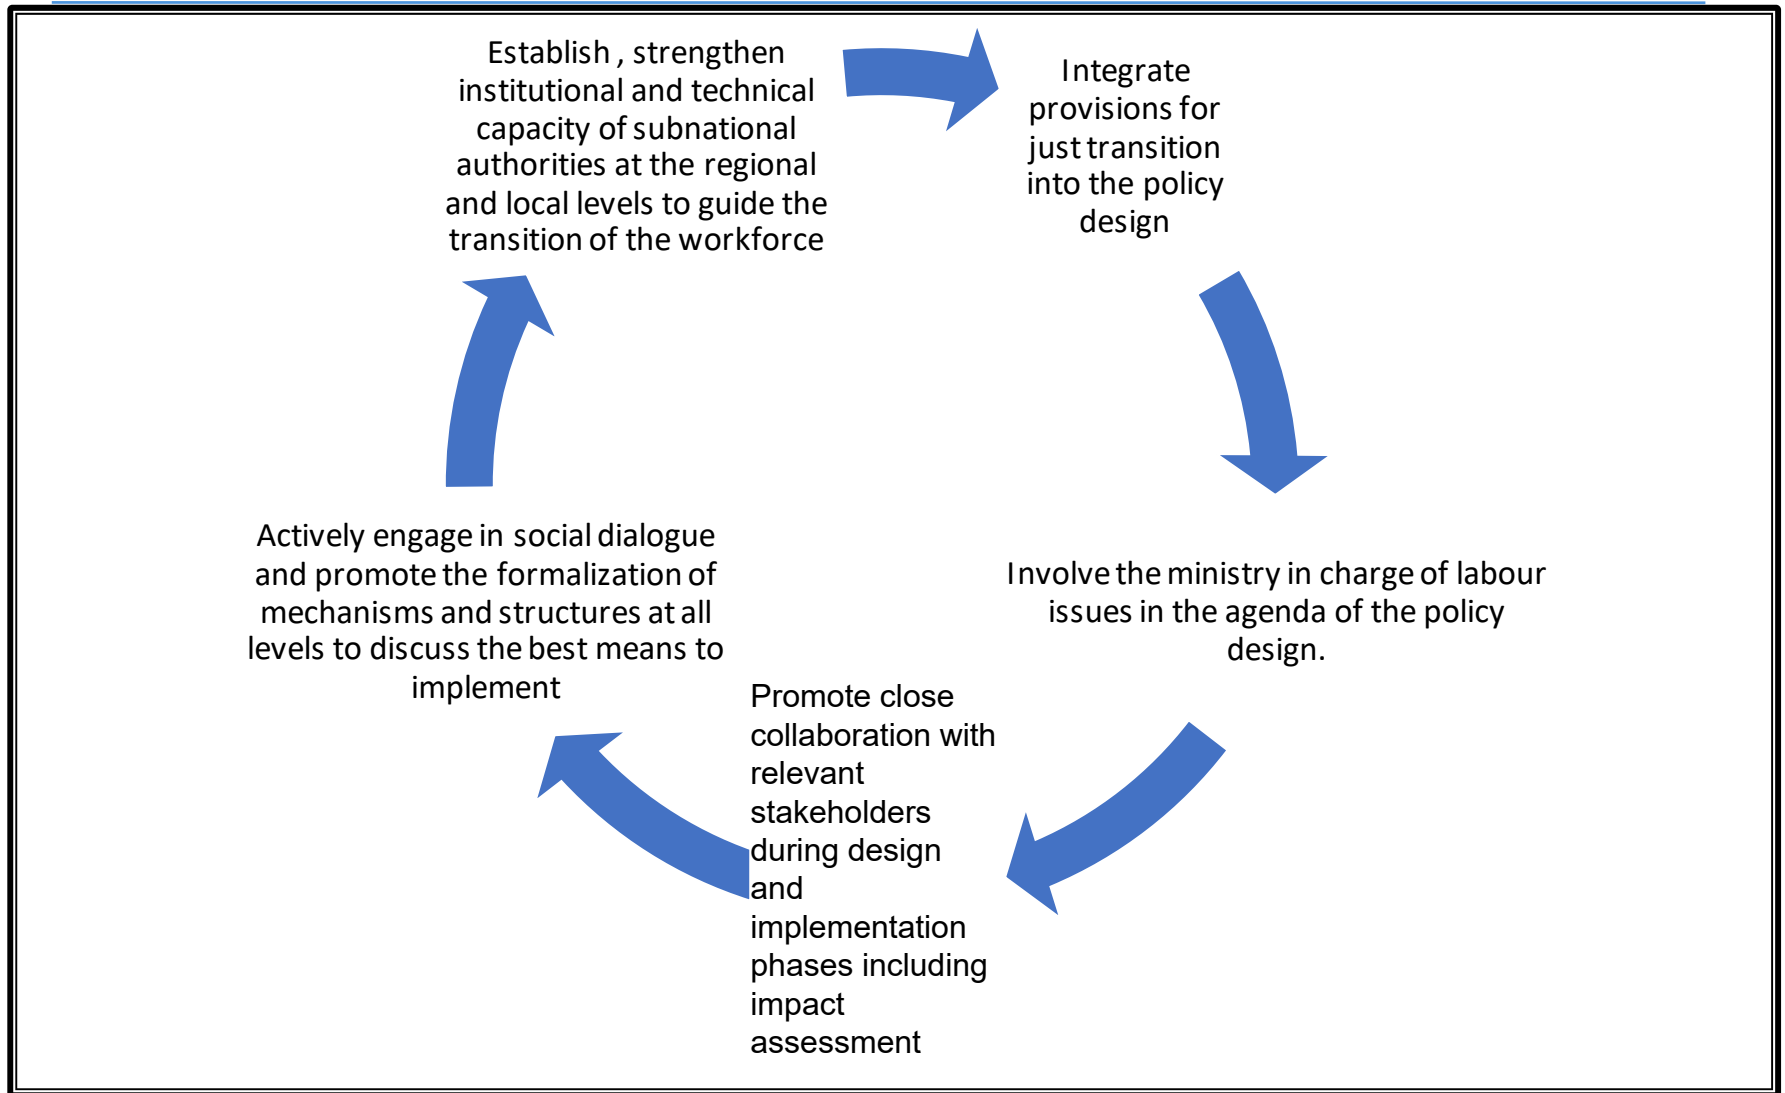 Establish , strengthen
institutional and technical
capacity of subnational
authorities at the regional
and local levels to guide the
transition of the workforce
Integrate
provisions for
just transition
into the policy
design
Involve the ministry in charge of labour
issues in the agenda of the policy
design.
Promote close
collaboration with
relevant
stakeholders
during design
and
implementation
phases including
impact
assessment
Actively engage in social dialogue
and promote the formalization of
mechanisms and structures at all
levels to discuss the best means to
implement